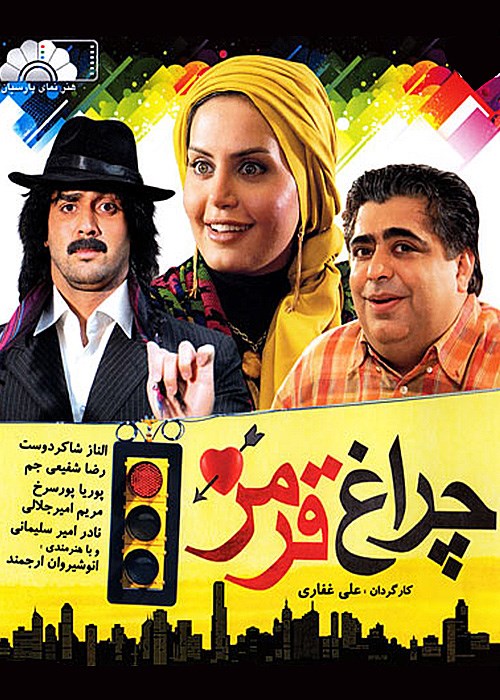 هنر نمای پارسیان
الناز شاکردوست
رضا شفیعی جم
پوریا پورسرخ
مریم امیرجلالی
نادر امیر سلیمانی
و با هنرمندی :
انوشیروان ارجمند
چراغ قرمز
کارگردان : علی غفاری